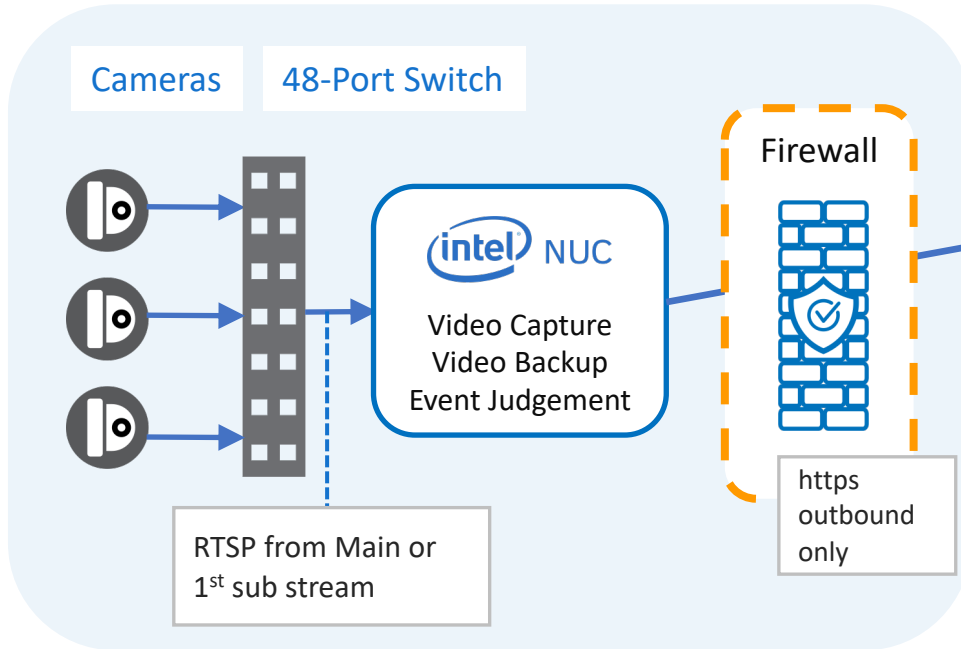 Cameras
48-Port Switch
Firewall
intel NUC
Video Capture
Video Backup
Event Judgement
https
outbound
only
RTSP from Main or
1st sub stream